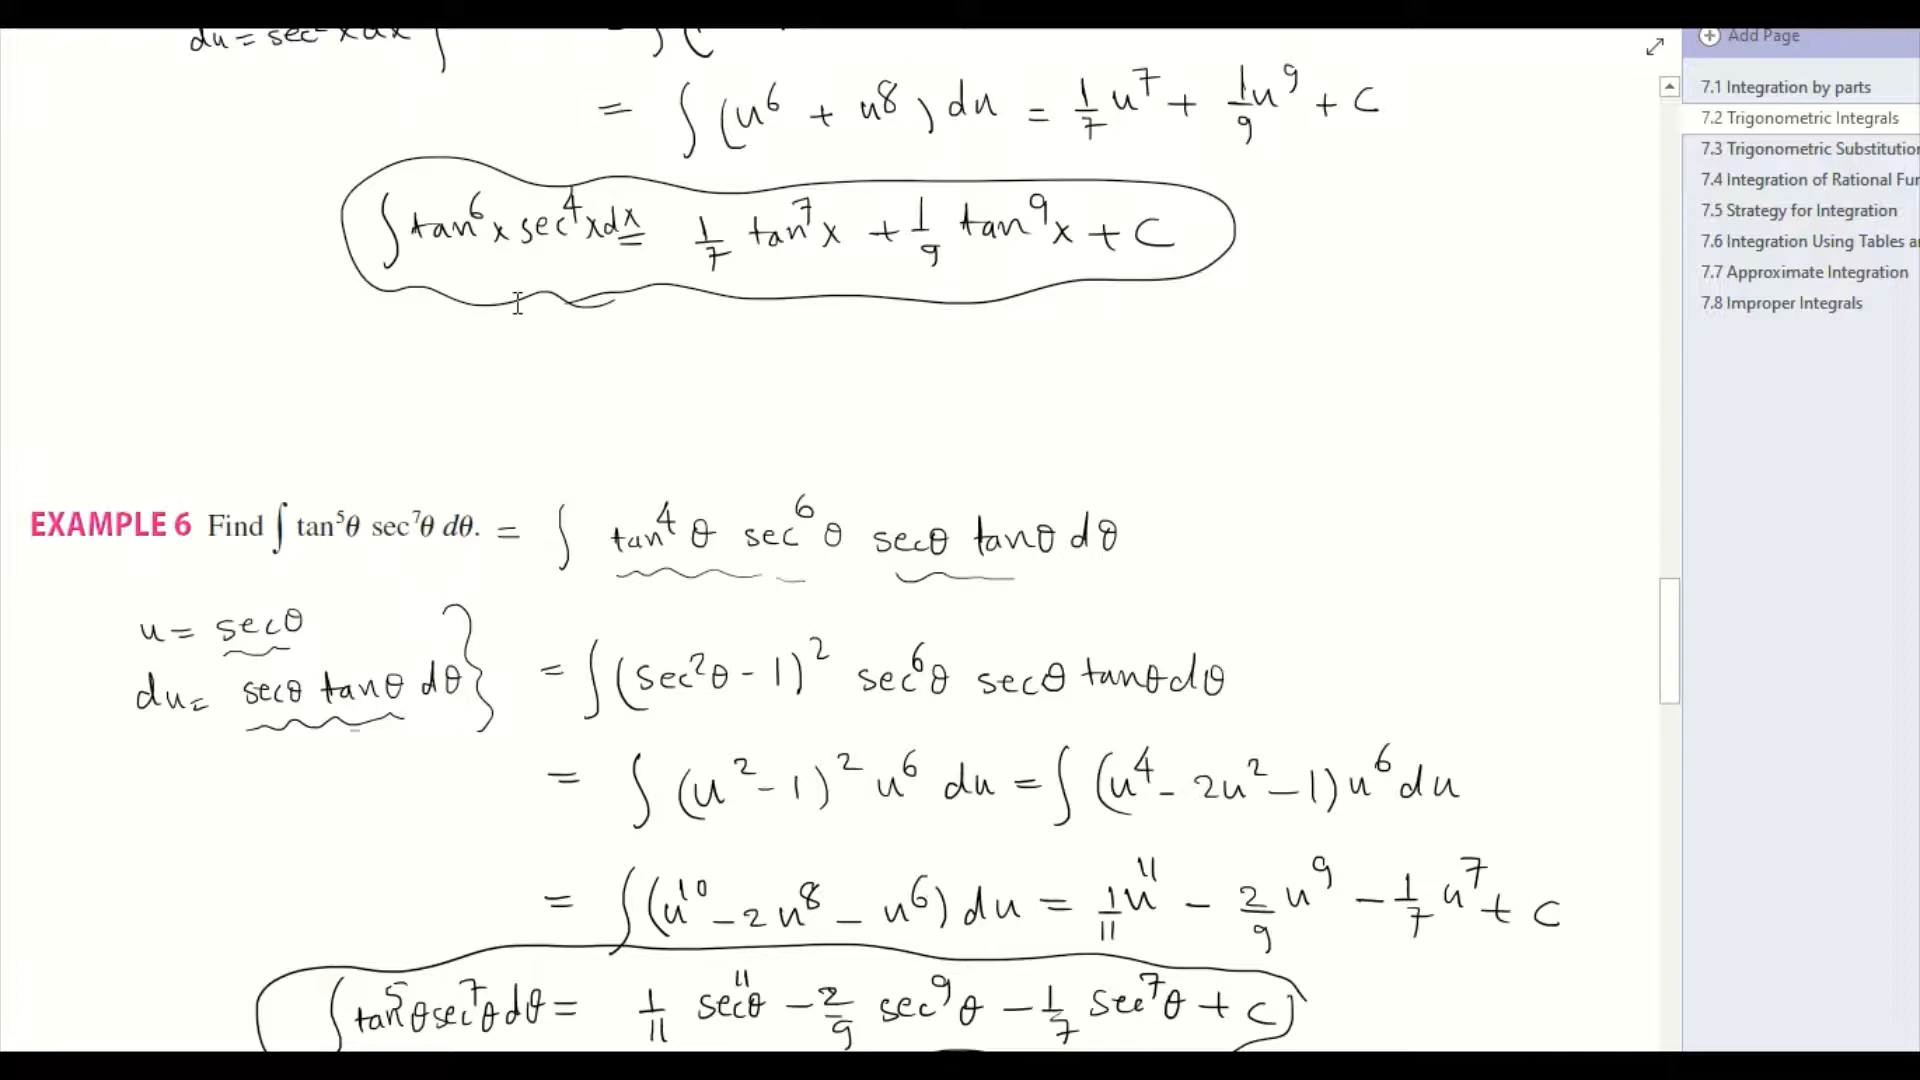 du = sec² x dx
= ∫ (u⁶ + u⁸) du = 1/7 u⁷ + 1/9 u⁹ + C
∫ tan⁶x sec⁴x dx = 1/7 tan⁷x + 1/9 tan⁹x + C
EXAMPLE 6 Find ∫ tan⁵θ sec⁷θ dθ. = ∫ tan⁴θ sec⁶θ secθ tanθ dθ
u = secθ
du = secθ tanθ dθ
= ∫ (sec²θ - 1)² sec⁶θ secθ tanθ dθ
= ∫ (u² - 1)² u⁶ du = ∫ (u⁴ - 2u² - 1) u⁶ du
= ∫ (u¹⁰ - 2u⁸ - u⁶) du = 1/11 u¹¹ - 2/9 u⁹ - 1/7 u⁷ + C
∫ tan⁵θ sec⁷θ dθ = 1/11 sec¹¹θ - 2/9 sec⁹θ - 1/7 sec⁷θ + C
Add Page
7.1 Integration by parts
7.2 Trigonometric Integrals
7.3 Trigonometric Substitution
7.4 Integration of Rational Fun
7.5 Strategy for Integration
7.6 Integration Using Tables a
7.7 Approximate Integration
7.8 Improper Integrals